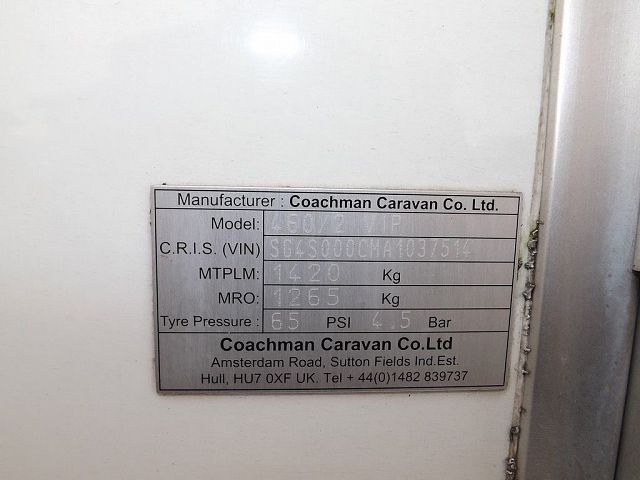 Manufacturer : Coachman Caravan Co. Ltd.
Model: 460/2 VIP
C.R.I.S. (VIN) SG4S000CMA1037514
MTPLM: 1420 Kg
MRO: 1265 Kg
Tyre Pressure : 65 PSI 4.5 Bar
Coachman Caravan Co.Ltd
Amsterdam Road, Sutton Fields Ind.Est.
Hull, HU7 0XF UK. Tel + 44(0)1482 839737